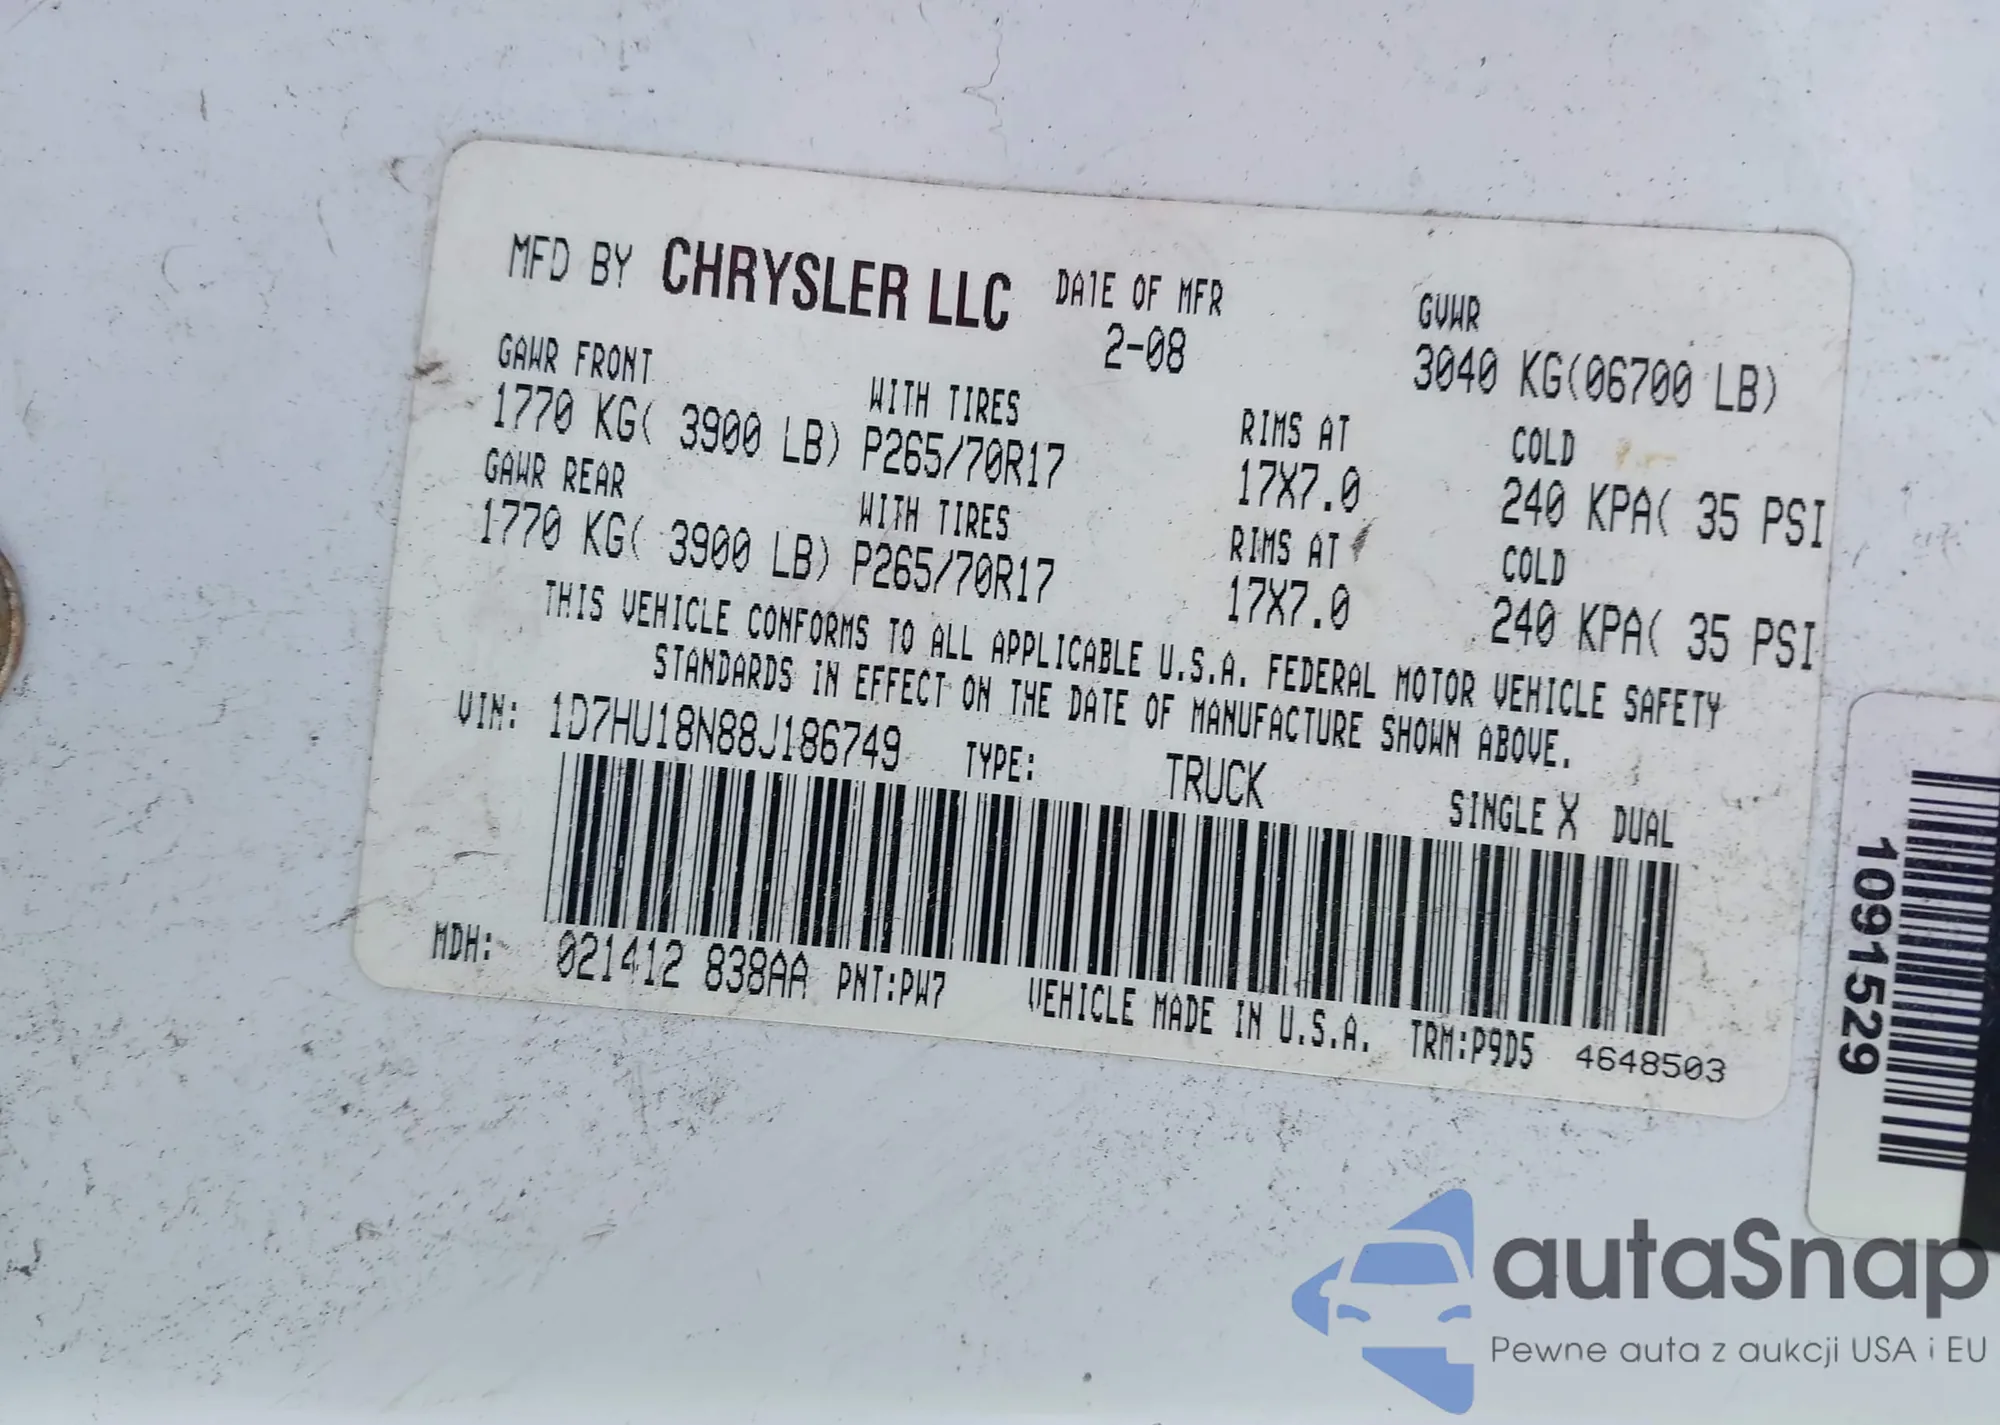 MFD BY CHRYSLER LLC DATE OF MFR GVWR
2-08 3040 KG(06700 LB)
GAWR FRONT WITH TIRES RIMS AT COLD
1770 KG( 3900 LB) P265/70R17 17X7.0 240 KPA( 35 PSI
GAWR REAR WITH TIRES RIMS AT COLD
1770 KG( 3900 LB) P265/70R17 17X7.0 240 KPA( 35 PSI
THIS VEHICLE CONFORMS TO ALL APPLICABLE U.S.A. FEDERAL MOTOR VEHICLE SAFETY
STANDARDS IN EFFECT ON THE DATE OF MANUFACTURE SHOWN ABOVE.
VIN: 1D7HU18N88J186749 TYPE: TRUCK SINGLE X DUAL
MDH: 021412 838AA PNT:PW7 VEHICLE MADE IN U.S.A. TRM:P9D5 4648503
1091529
autaSnap
Pewne auta z aukcji USA i EU